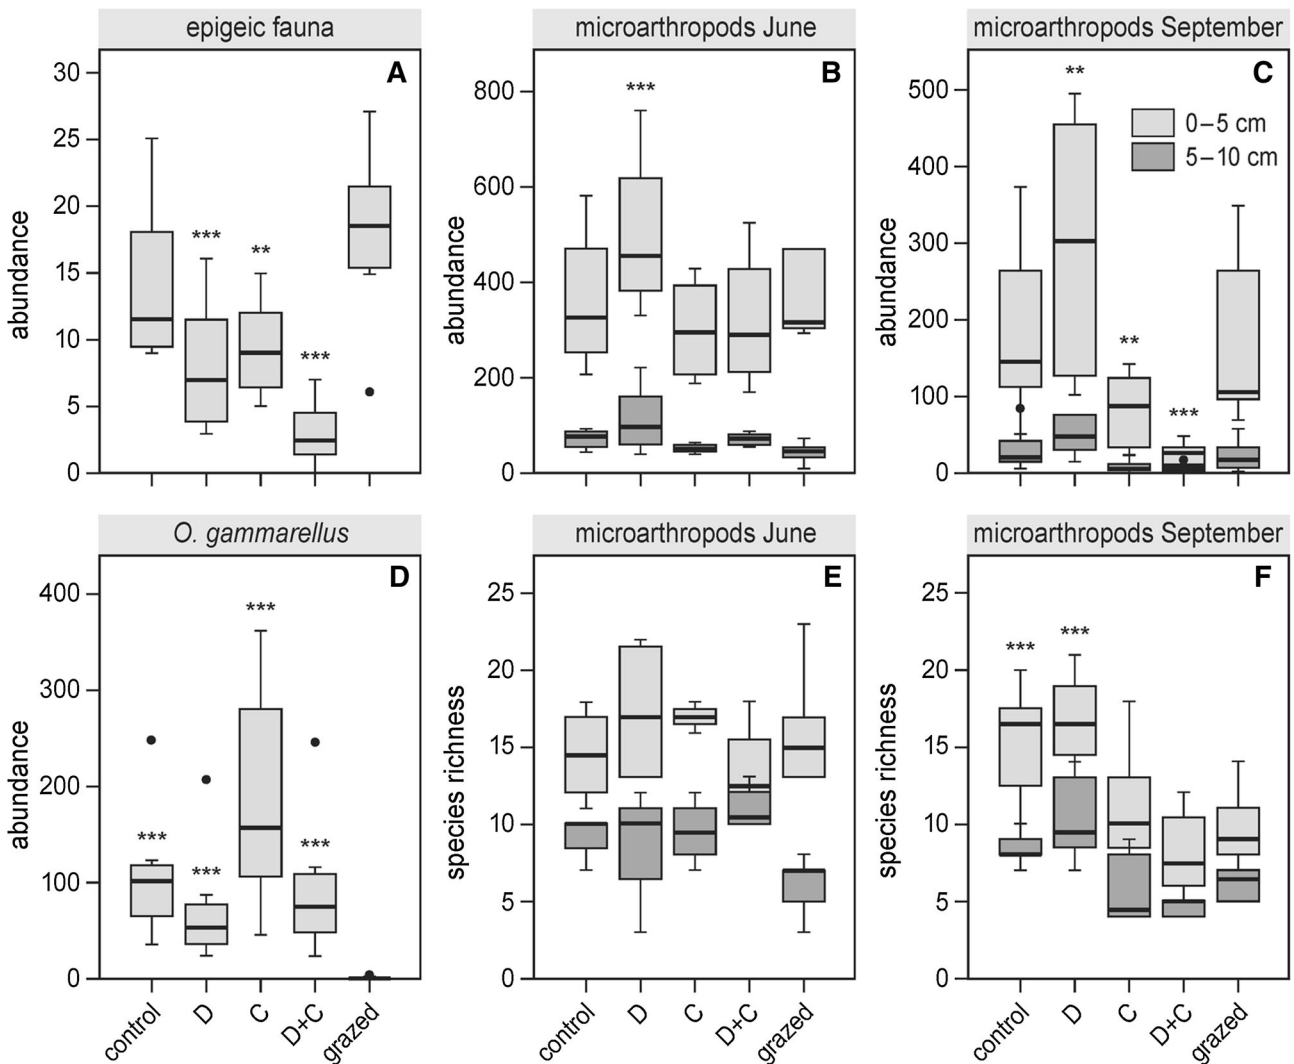 epigeic fauna
A
abundance
30
25
20
15
10
5
0
***
**
***
microarthropods June
B
abundance
800
600
400
200
0
***
microarthropods September
C
abundance
500
400
300
200
100
0
**
**
***
0–5 cm
5–10 cm
O. gammarellus
D
abundance
400
300
200
100
0
***
***
***
***
control
D
C
D+C
grazed
microarthropods June
E
species richness
25
20
15
10
5
0
control
D
C
D+C
grazed
microarthropods September
F
species richness
25
20
15
10
5
0
***
***
control
D
C
D+C
grazed